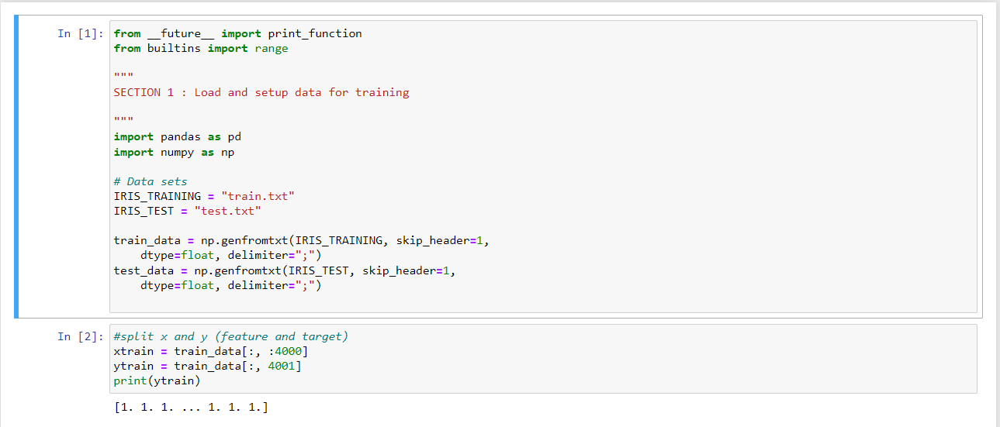 In [1]:
from __future__ import print_function
from builtins import range
"""
SECTION 1 : Load and setup data for training
"""
import pandas as pd
import numpy as np
# Data sets
IRIS_TRAINING = "train.txt"
IRIS_TEST = "test.txt"
train_data = np.genfromtxt(IRIS_TRAINING, skip_header=1,
    dtype=float, delimiter=";")
test_data = np.genfromtxt(IRIS_TEST, skip_header=1,
    dtype=float, delimiter=";")
In [2]:
#split x and y (feature and target)
xtrain = train_data[:, :4000]
ytrain = train_data[:, 4001]
print(ytrain)
[1. 1. 1. ... 1. 1. 1.]